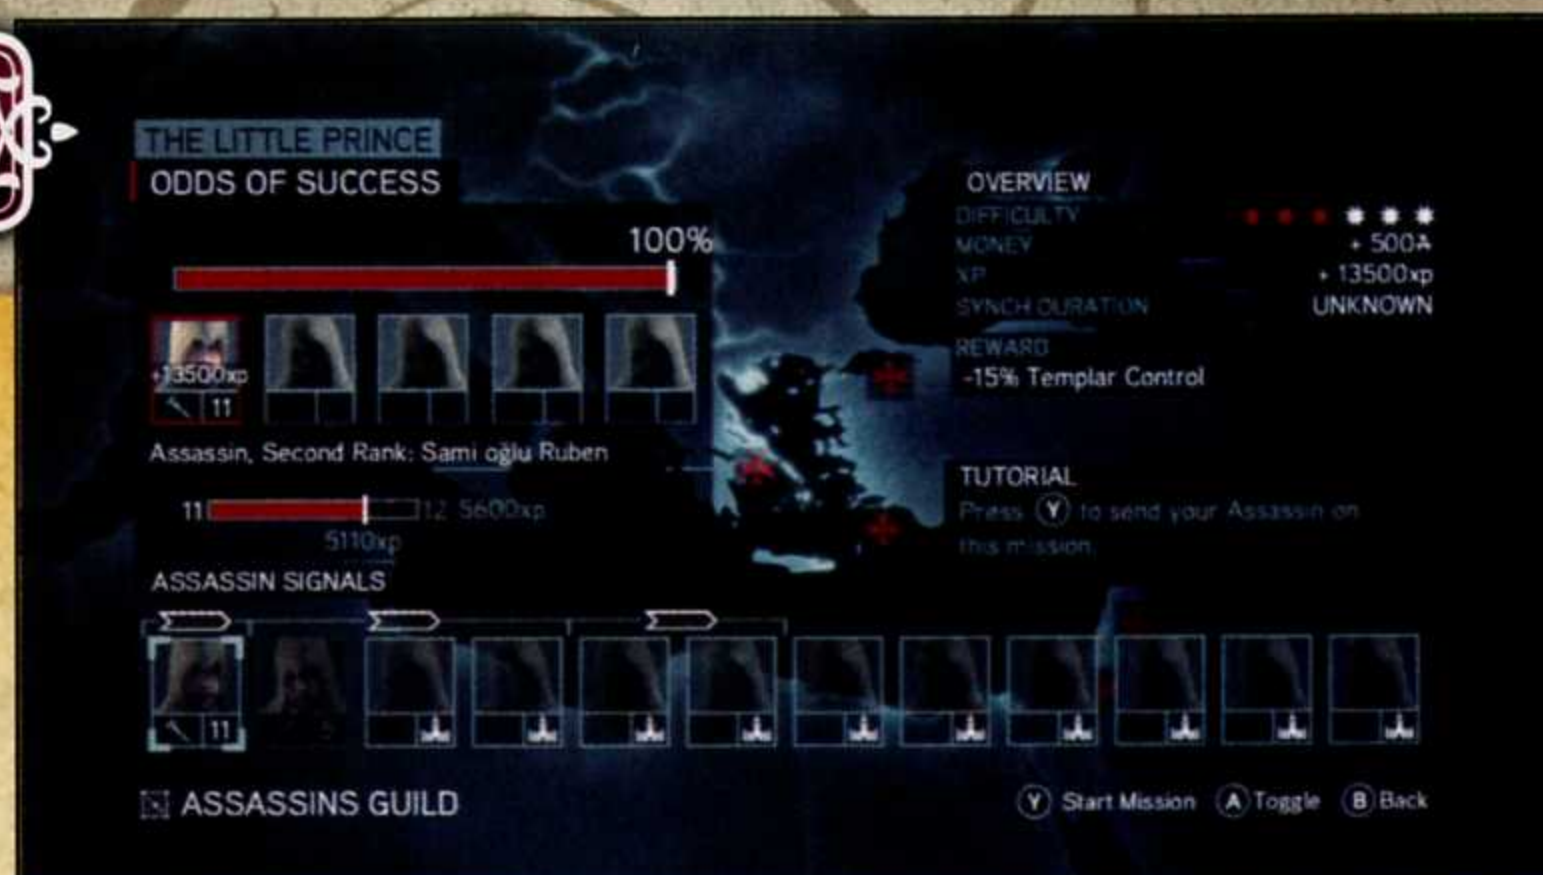 THE LITTLE PRINCE
ODDS OF SUCCESS
100%
+13500xp
11
Assassin, Second Rank: Sami oğlu Ruben
11 12 5600xp
5110xp
ASSASSIN SIGNALS
11
ASSASSINS GUILD
OVERVIEW
DIFFICULTY
MONEY + 500₳
XP + 13500xp
SYNCH DURATION UNKNOWN
REWARD
-15% Templar Control
TUTORIAL
Press Y to send your Assassin on
this mission.
Y Start Mission A Toggle B Back